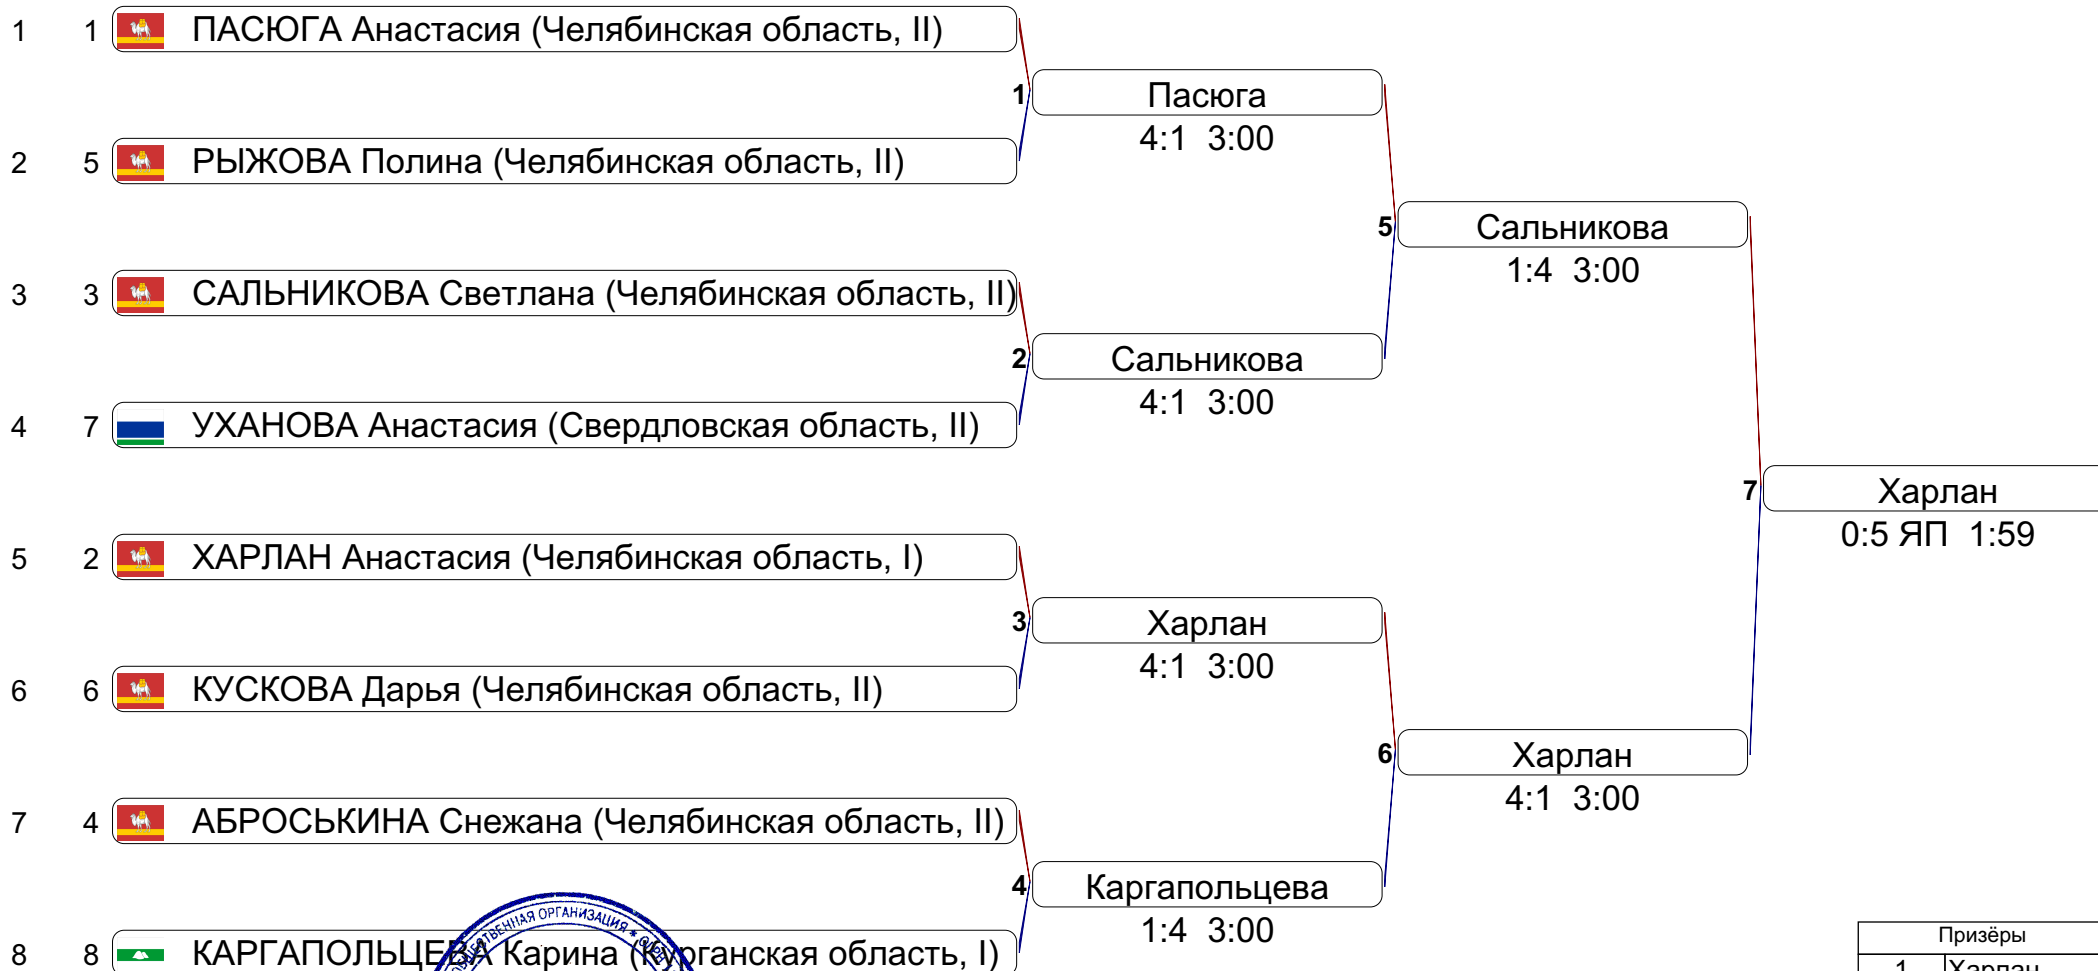 1 1 ПАСЮГА Анастасия (Челябинская область, II)
1 Пасюга
4:1 3:00
2 5 РЫЖОВА Полина (Челябинская область, II)
5 Сальникова
1:4 3:00
3 3 САЛЬНИКОВА Светлана (Челябинская область, II)
2 Сальникова
4:1 3:00
4 7 УХАНОВА Анастасия (Свердловская область, II)
7 Харлан
0:5 ЯП 1:59
5 2 ХАРЛАН Анастасия (Челябинская область, I)
3 Харлан
4:1 3:00
6 6 КУСКОВА Дарья (Челябинская область, II)
6 Харлан
4:1 3:00
7 4 АБРОСЬКИНА Снежана (Челябинская область, II)
4 Каргапольцева
1:4 3:00
8 8 КАРГАПОЛЬЦЕВА Карина (Курганская область, I)
ОРГАНИЗАЦИЯ
Призёры
1 Харлан